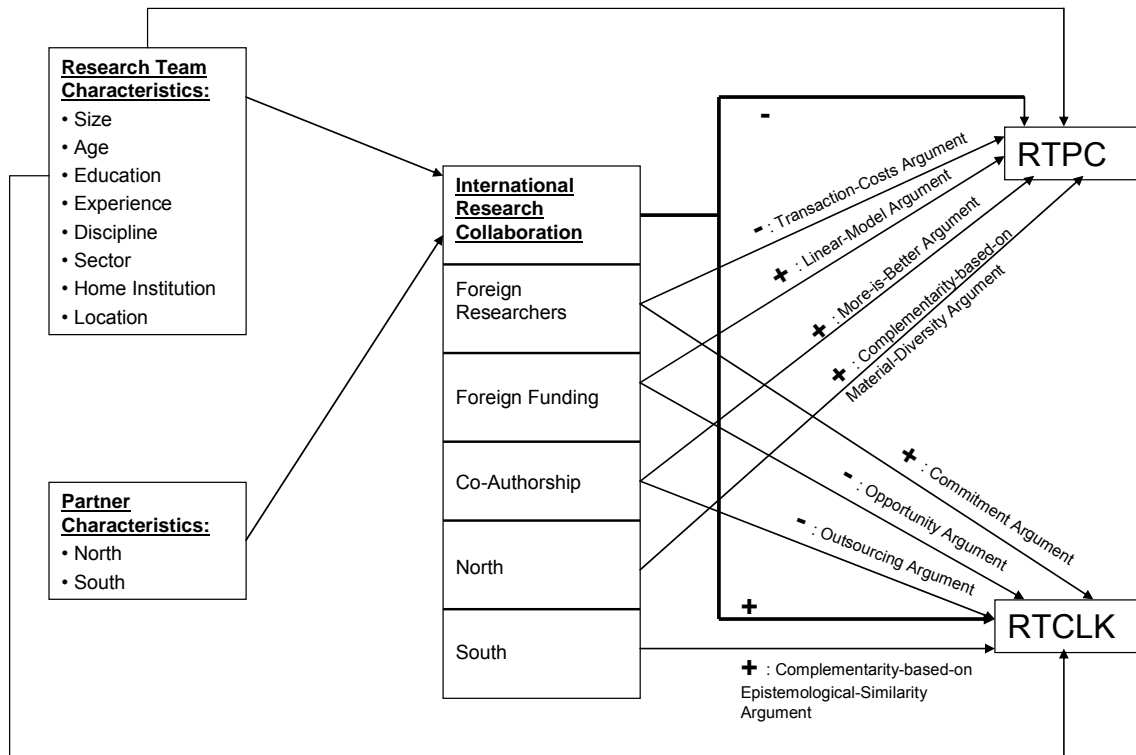 Research Team
Characteristics:
• Size
• Age
• Education
• Experience
• Discipline
• Sector
• Home Institution
• Location
Partner
Characteristics:
• North
• South
International
Research
Collaboration
Foreign
Researchers
Foreign Funding
Co-Authorship
North
South
-
- : Transaction-Costs Argument
+ : Linear-Model Argument
+ : More-is-Better Argument
+ : Complementarity-based-on
Material-Diversity Argument
RTPC
+ : Commitment Argument
- : Opportunity Argument
- : Outsourcing Argument
+
RTCLK
+ : Complementarity-based-on
Epistemological-Similarity
Argument